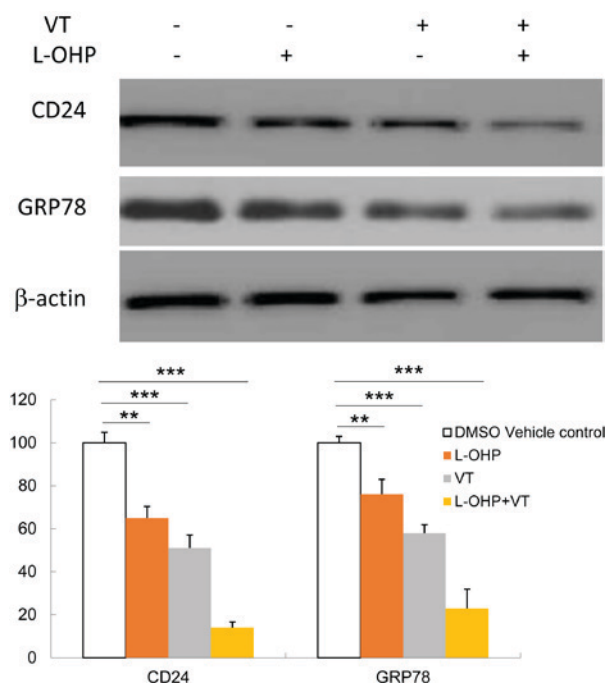 VT - - + +
L-OHP - + - +
CD24
GRP78
β-actin
*** ***
*** ***
** **
120
100
80
60
40
20
0
DMSO Vehicle control
L-OHP
VT
L-OHP+VT
CD24 GRP78